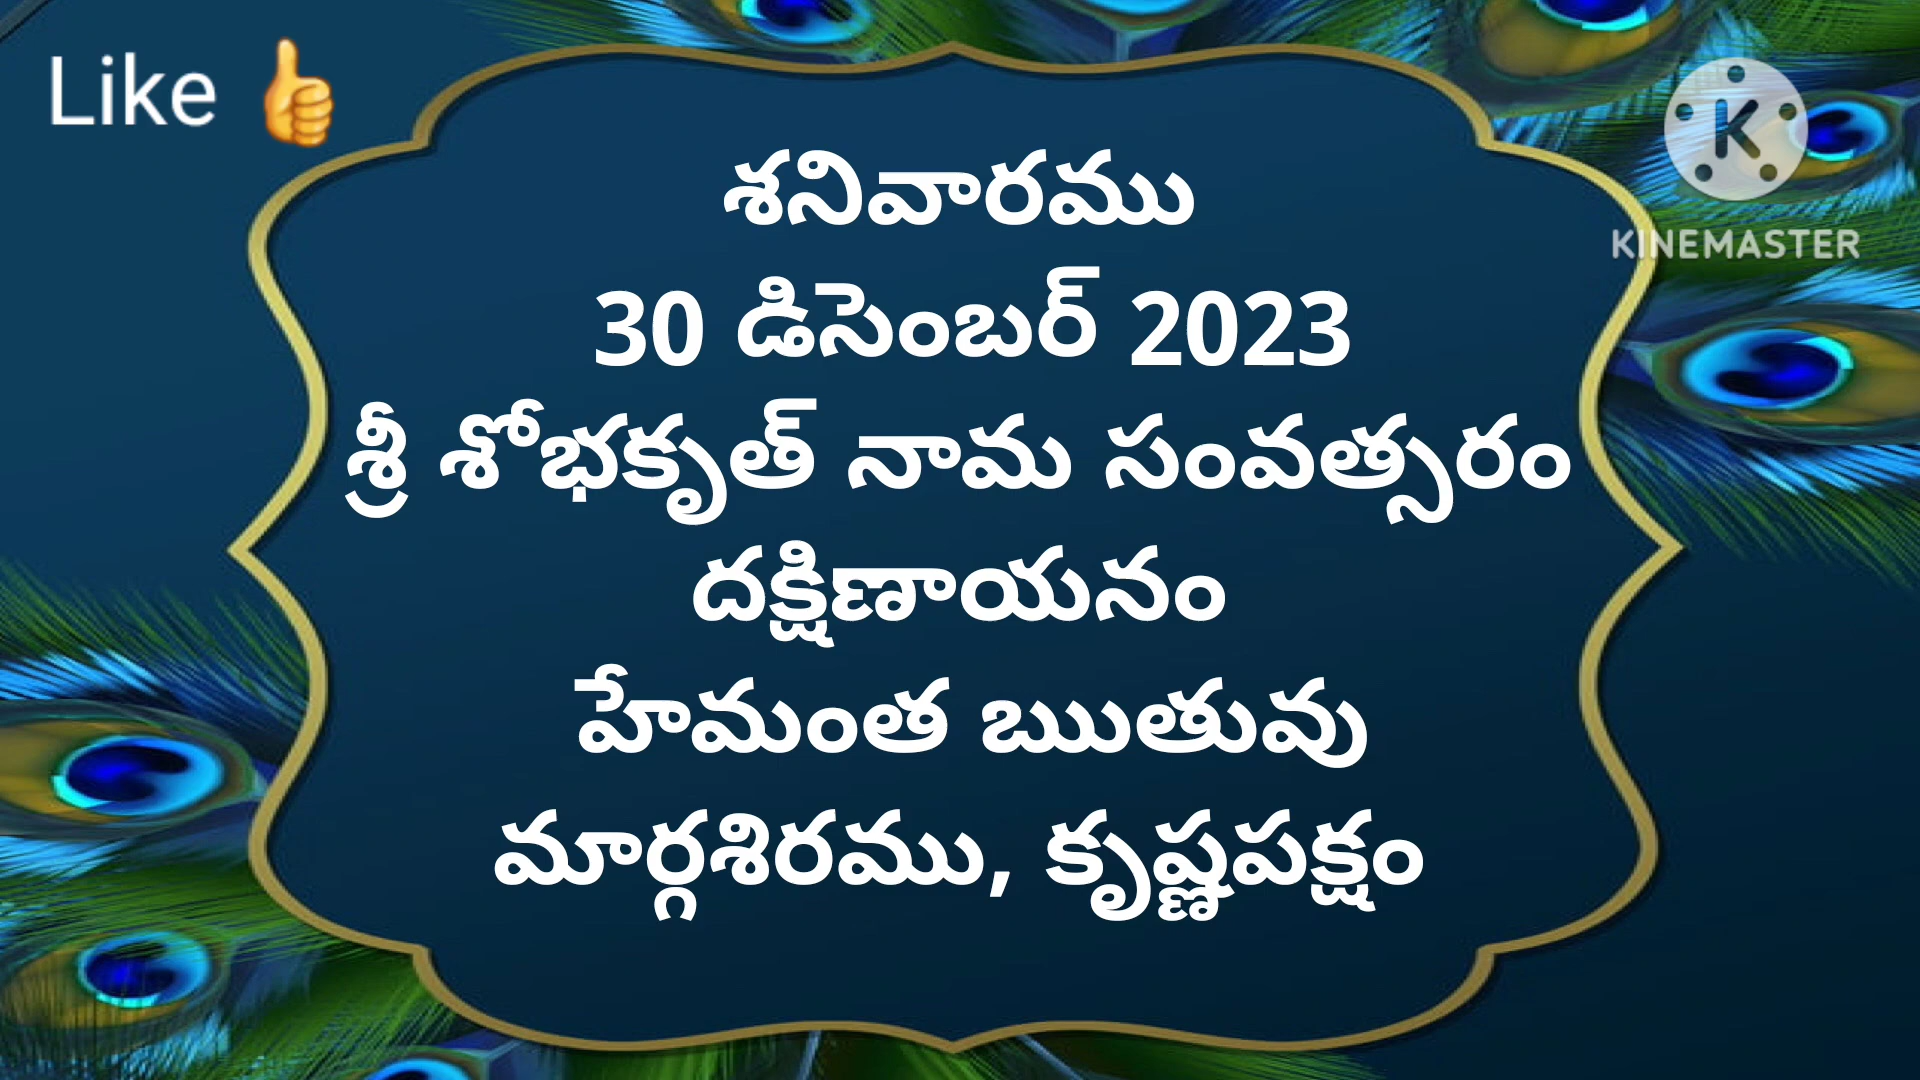 Like 👍
KINEMASTER
శనివారము
30 డిసెంబర్ 2023
శ్రీ శోభకృత్ నామ సంవత్సరం
దక్షిణాయనం
హేమంత ఋతువు
మార్గశిరము, కృష్ణపక్షం